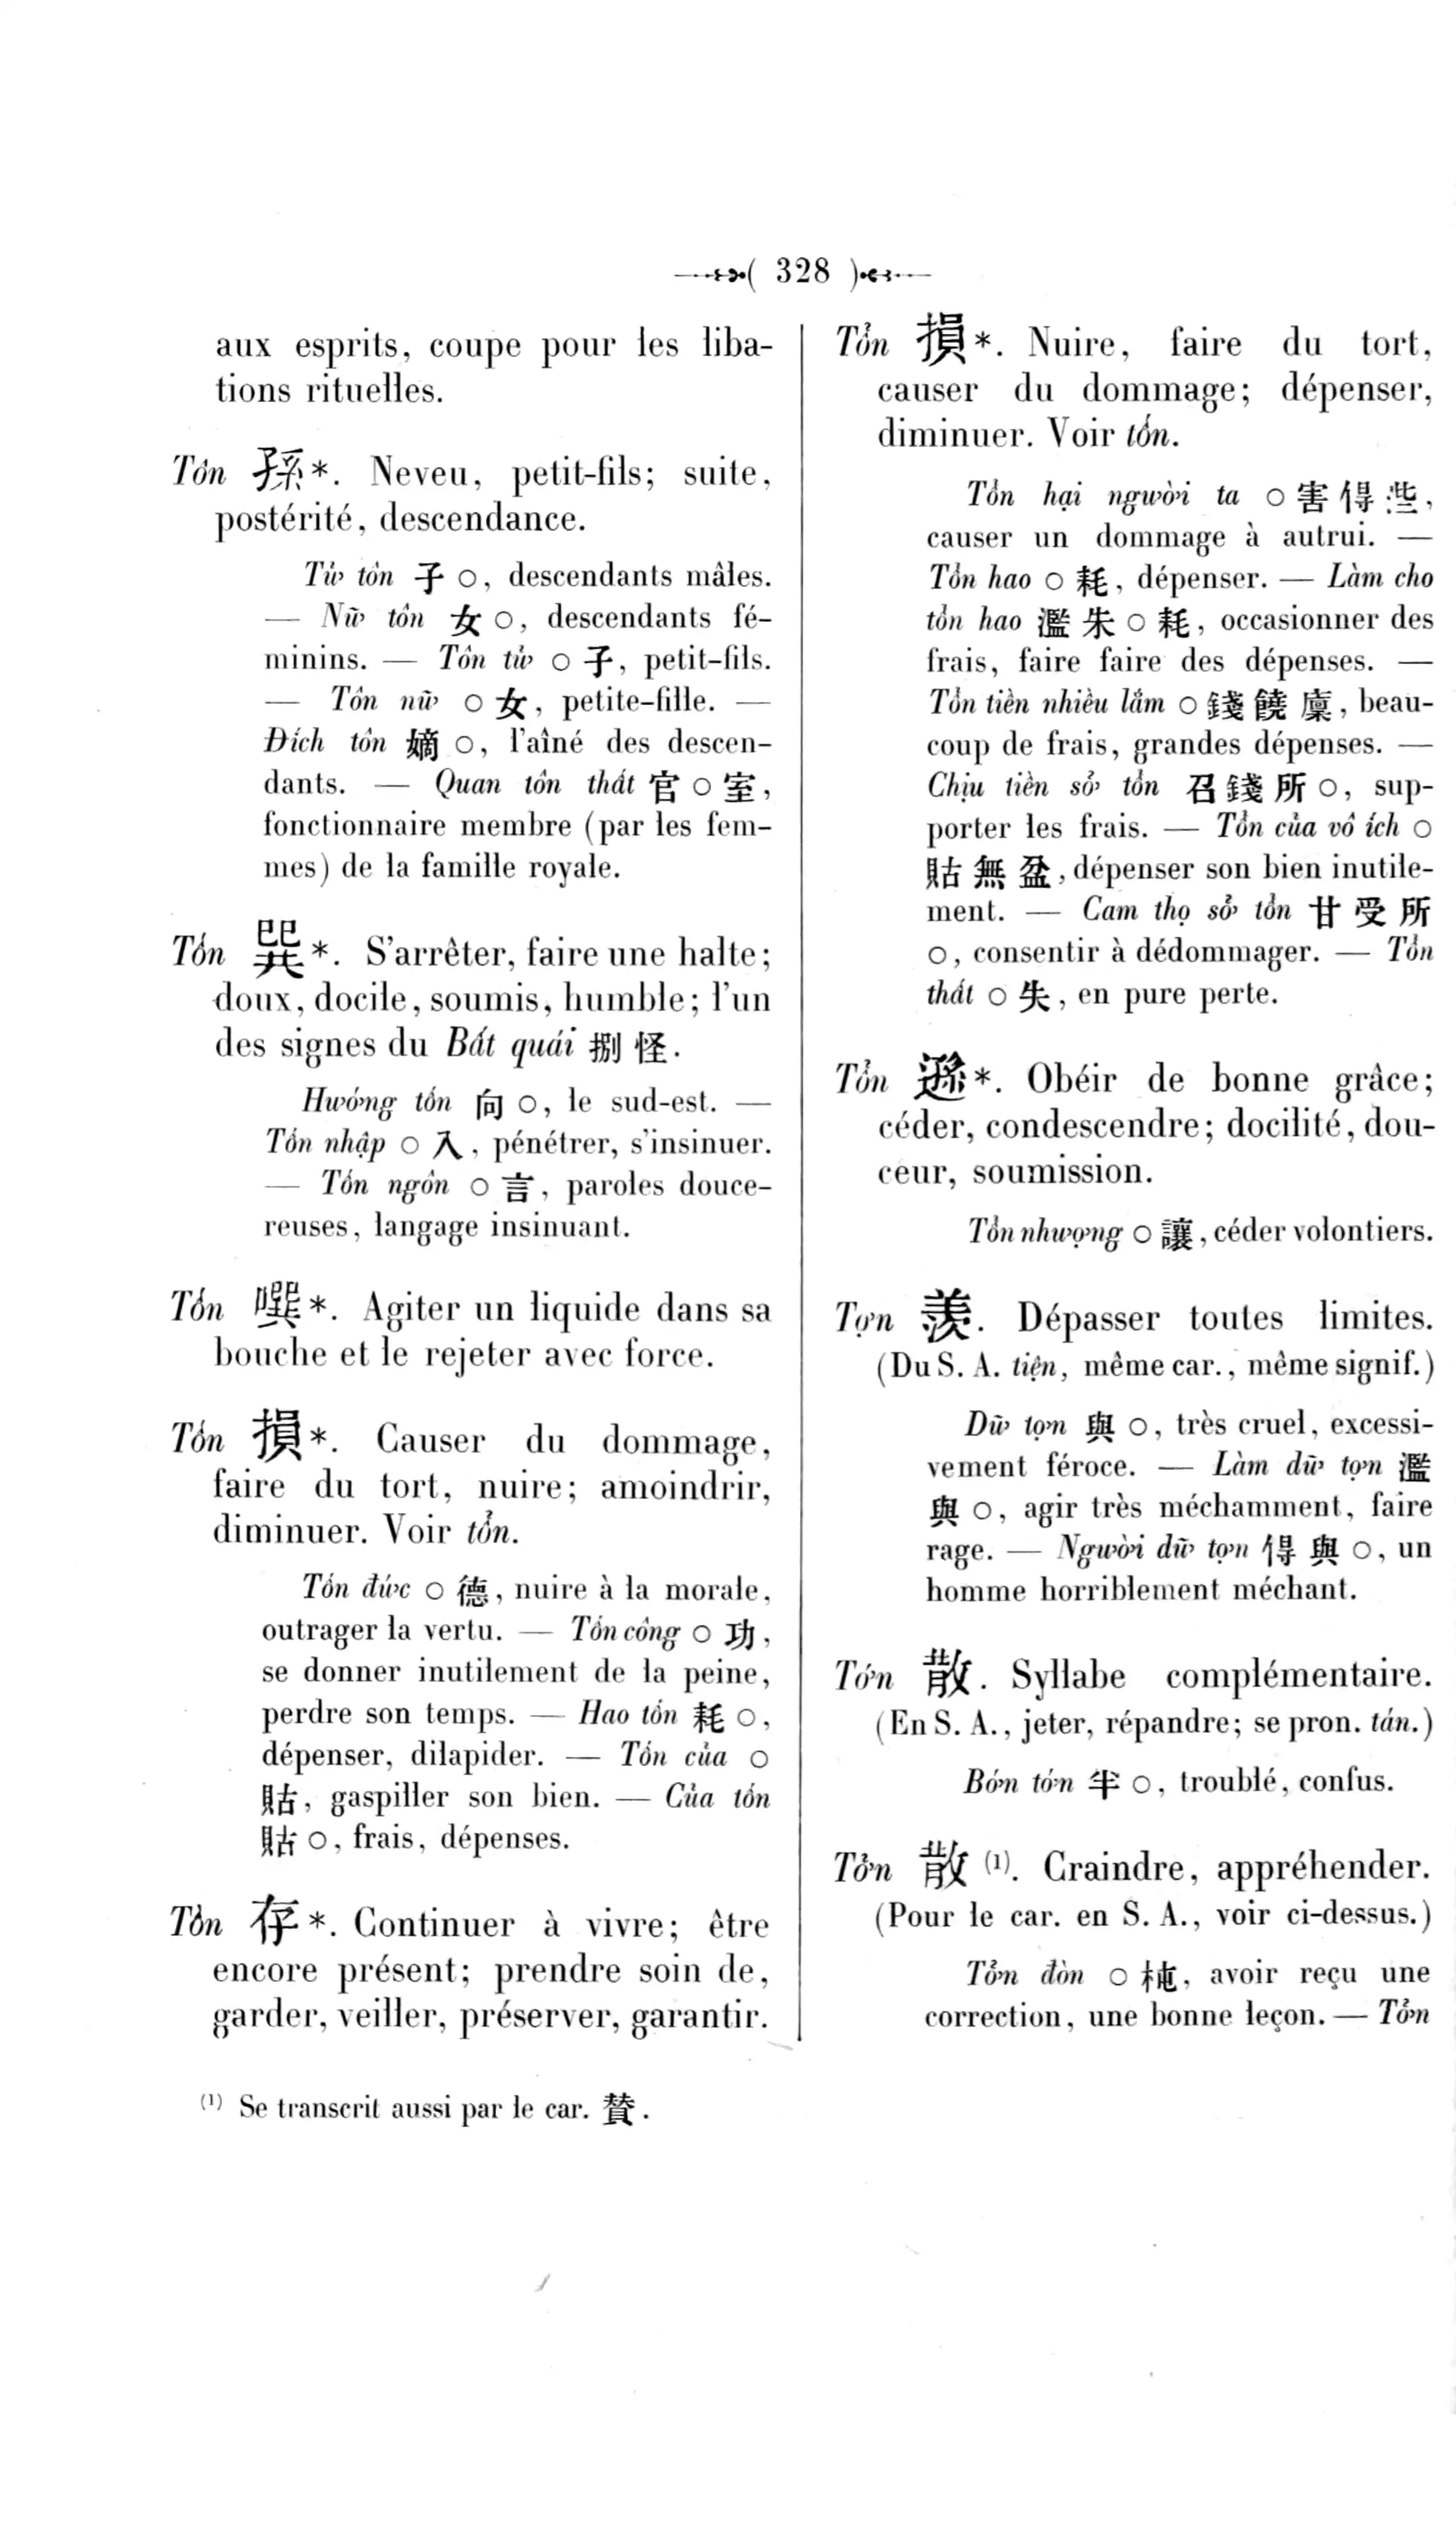 ( 328 )
aux esprits, coupe pour les liba-
tions rituelles.
Tôn 孫*. Neveu, petit-fils; suite,
postérité, descendance.
Tử tôn 子 ○, descendants mâles.
— Nữ tôn 女 ○, descendants fé-
minins. — Tôn tử ○ 子, petit-fils.
— Tôn nữ ○ 女, petite-fille. —
Đích tôn 嫡 ○, l'aîné des descen-
dants. — Quan tôn thất 官 ○ 室,
fonctionnaire membre (par les fem-
mes) de la famille royale.
Tốn 巽*. S'arrêter, faire une halte;
doux, docile, soumis, humble; l'un
des signes du Bát quái 捌 怪.
Hướng tốn 向 ○, le sud-est. —
Tốn nhập ○ 入, pénétrer, s'insinuer.
— Tốn ngôn ○ 言, paroles douce-
reuses, langage insinuant.
Tốn 噀*. Agiter un liquide dans sa
bouche et le rejeter avec force.
Tốn 損*. Causer du dommage,
faire du tort, nuire; amoindrir,
diminuer. Voir tổn.
Tốn đức ○ 德, nuire à la morale,
outrager la vertu. — Tốn công ○ 功,
se donner inutilement de la peine,
perdre son temps. — Hao tốn 耗 ○,
dépenser, dilapider. — Tốn của ○
貼, gaspiller son bien. — Của tốn
貼 ○, frais, dépenses.
Tồn 存*. Continuer à vivre; être
encore présent; prendre soin de,
garder, veiller, préserver, garantir.
Tổn 損*. Nuire, faire du tort,
causer du dommage; dépenser,
diminuer. Voir tốn.
Tổn hại người ta ○ 害 㝵 些,
causer un dommage à autrui. —
Tổn hao ○ 耗, dépenser. — Làm cho
tổn hao 濫 朱 ○ 耗, occasionner des
frais, faire faire des dépenses. —
Tổn tiền nhiều lắm ○ 錢 饒 廩, beau-
coup de frais, grandes dépenses. —
Chịu tiền sở tổn 召 錢 所 ○, sup-
porter les frais. — Tổn của vô ích ○
貼 無 益, dépenser son bien inutile-
ment. — Cam thọ sở tổn 甘 受 所
○, consentir à dédommager. — Tổn
thất ○ 失, en pure perte.
Tổn 遜*. Obéir de bonne grâce;
céder, condescendre; docilité, dou-
ceur, soumission.
Tổn nhượng ○ 讓, céder volontiers.
Tợn 羨. Dépasser toutes limites.
(Du S. A. tiện, même car., même signif.)
Dữ tợn 與 ○, très cruel, excessi-
vement féroce. — Làm dữ tợn 濫
與 ○, agir très méchamment, faire
rage. — Người dữ tợn 㝵 與 ○, un
homme horriblement méchant.
Tớn 散. Syllabe complémentaire.
(En S. A., jeter, répandre; se pron. tán.)
Bớn tớn 半 ○, troublé, confus.
Tởn 散 (1). Craindre, appréhender.
(Pour le car. en S. A., voir ci-dessus.)
Tởn đòn ○ 杶, avoir reçu une
correction, une bonne leçon. — Tởn
(1) Se transcrit aussi par le car. 賛.